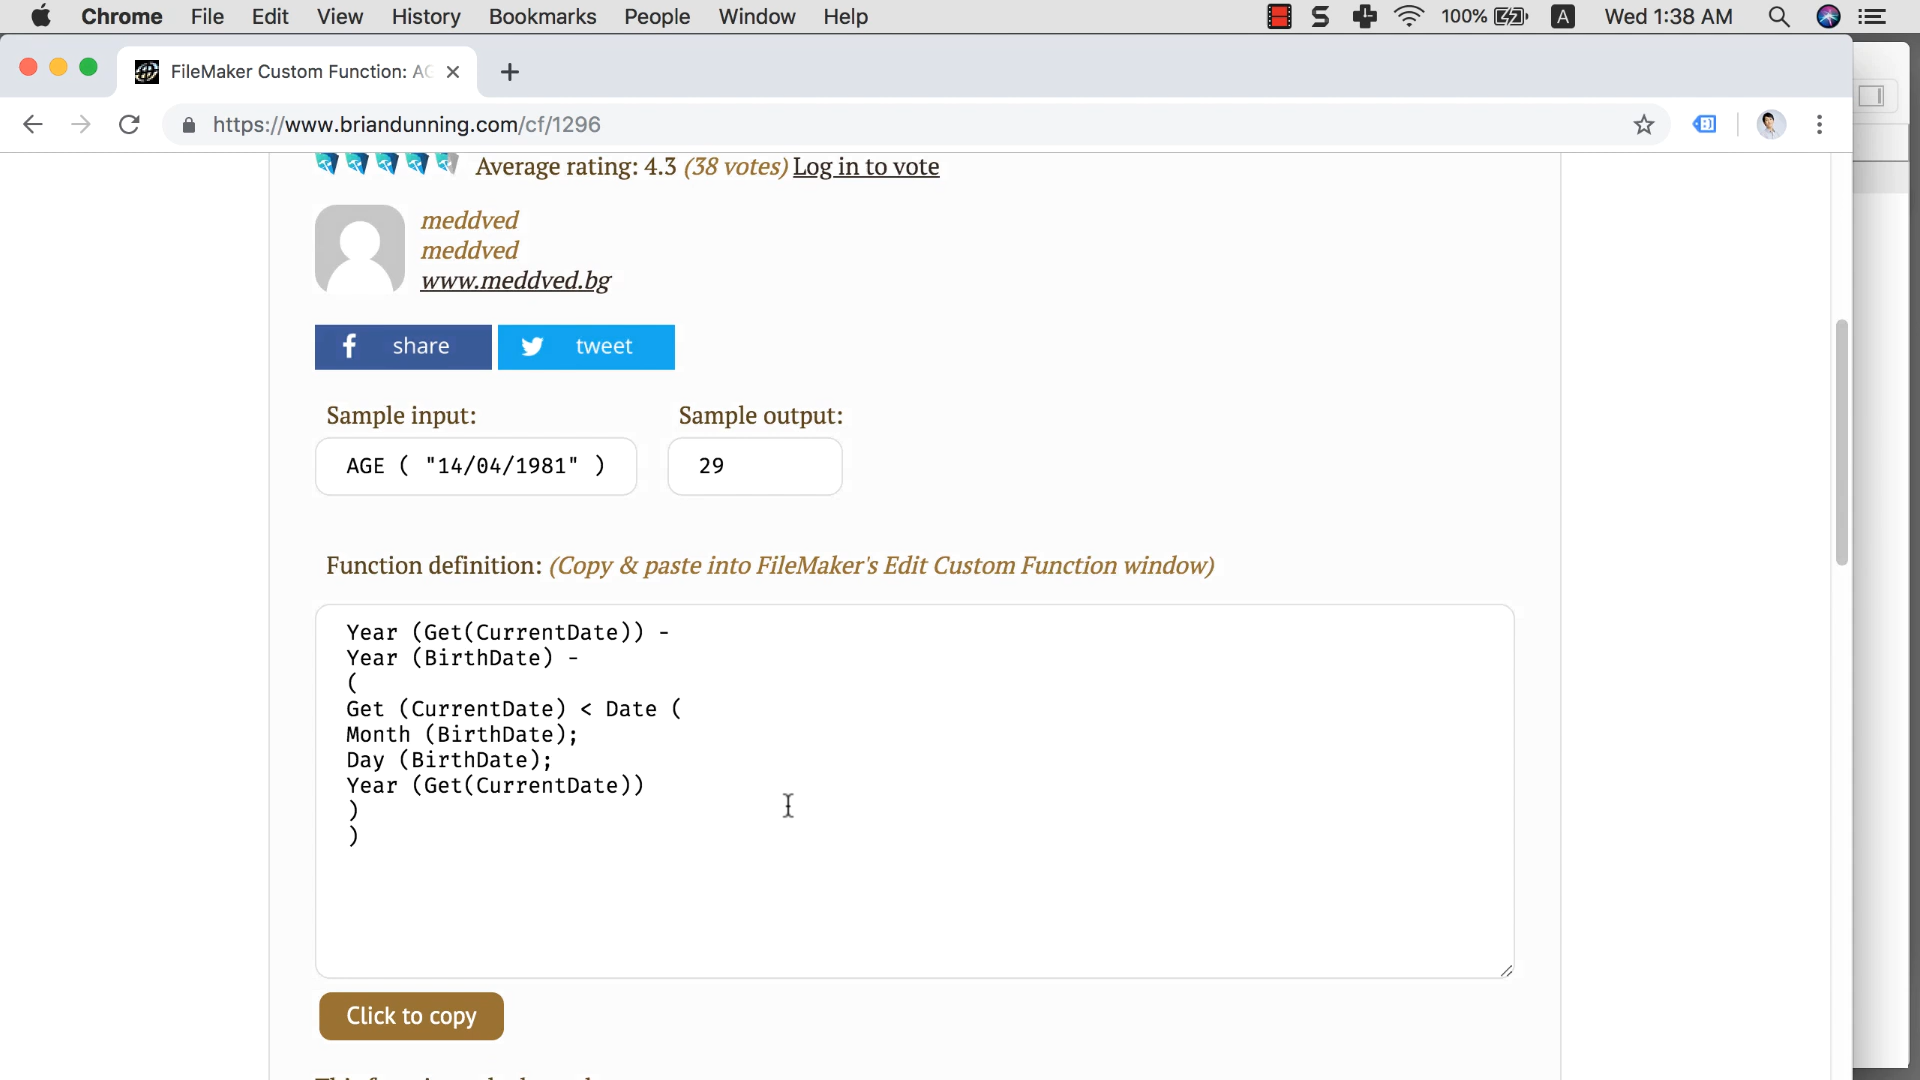 Chrome File Edit View History Bookmarks People Window Help
100% A Wed 1:38 AM
FileMaker Custom Function: AG
https://www.briandunning.com/cf/1296
Average rating: 4.3 (38 votes) Log in to vote
meddved
meddved
www.meddved.bg
share tweet
Sample input: Sample output:
AGE ( "14/04/1981" ) 29
Function definition: (Copy & paste into FileMaker's Edit Custom Function window)
Year (Get(CurrentDate)) -
Year (BirthDate) -
(
Get (CurrentDate) < Date (
Month (BirthDate);
Day (BirthDate);
Year (Get(CurrentDate))
)
)
Click to copy